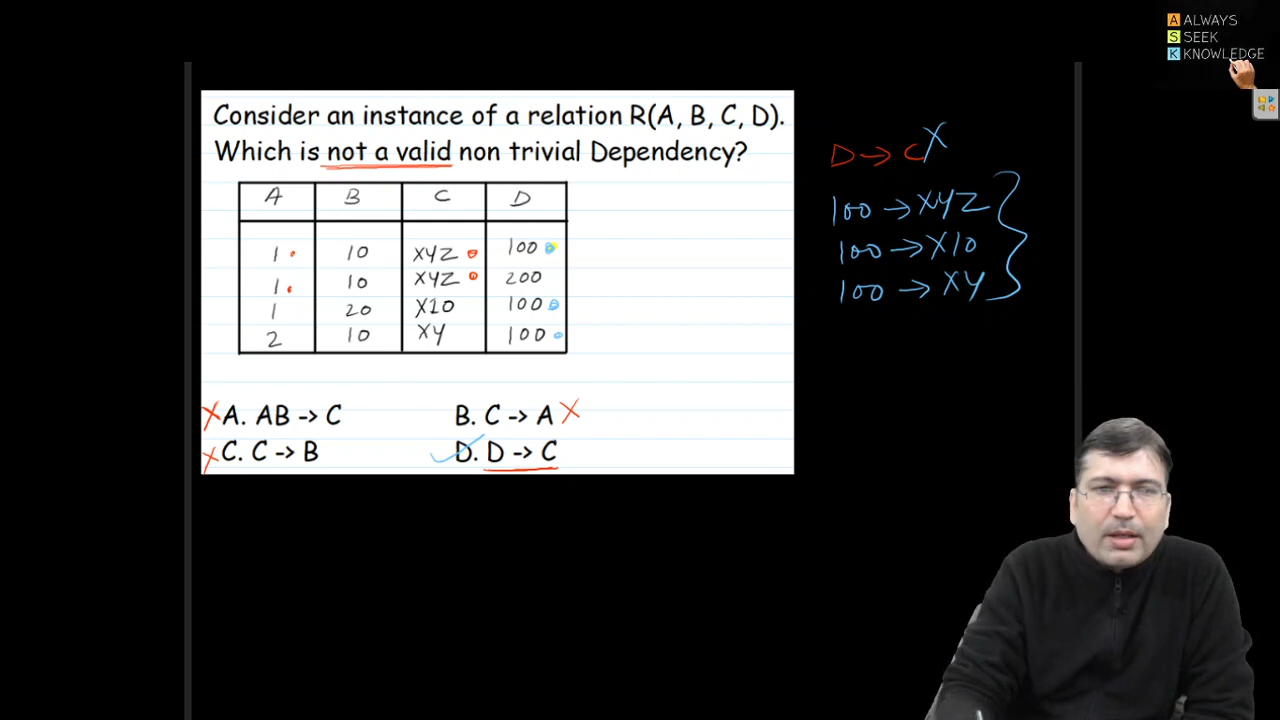 A ALWAYS
S SEEK
K KNOWLEDGE
Consider an instance of a relation R(A, B, C, D).
Which is not a valid non trivial Dependency?
A B C D
1 10 XYZ 100
1 10 XYZ 200
1 20 X10 100
2 10 XY 100
X A. AB -> C B. C -> A X
X C. C -> B ✓ D. D -> C
D → C X
100 → XYZ
100 → X10
100 → XY